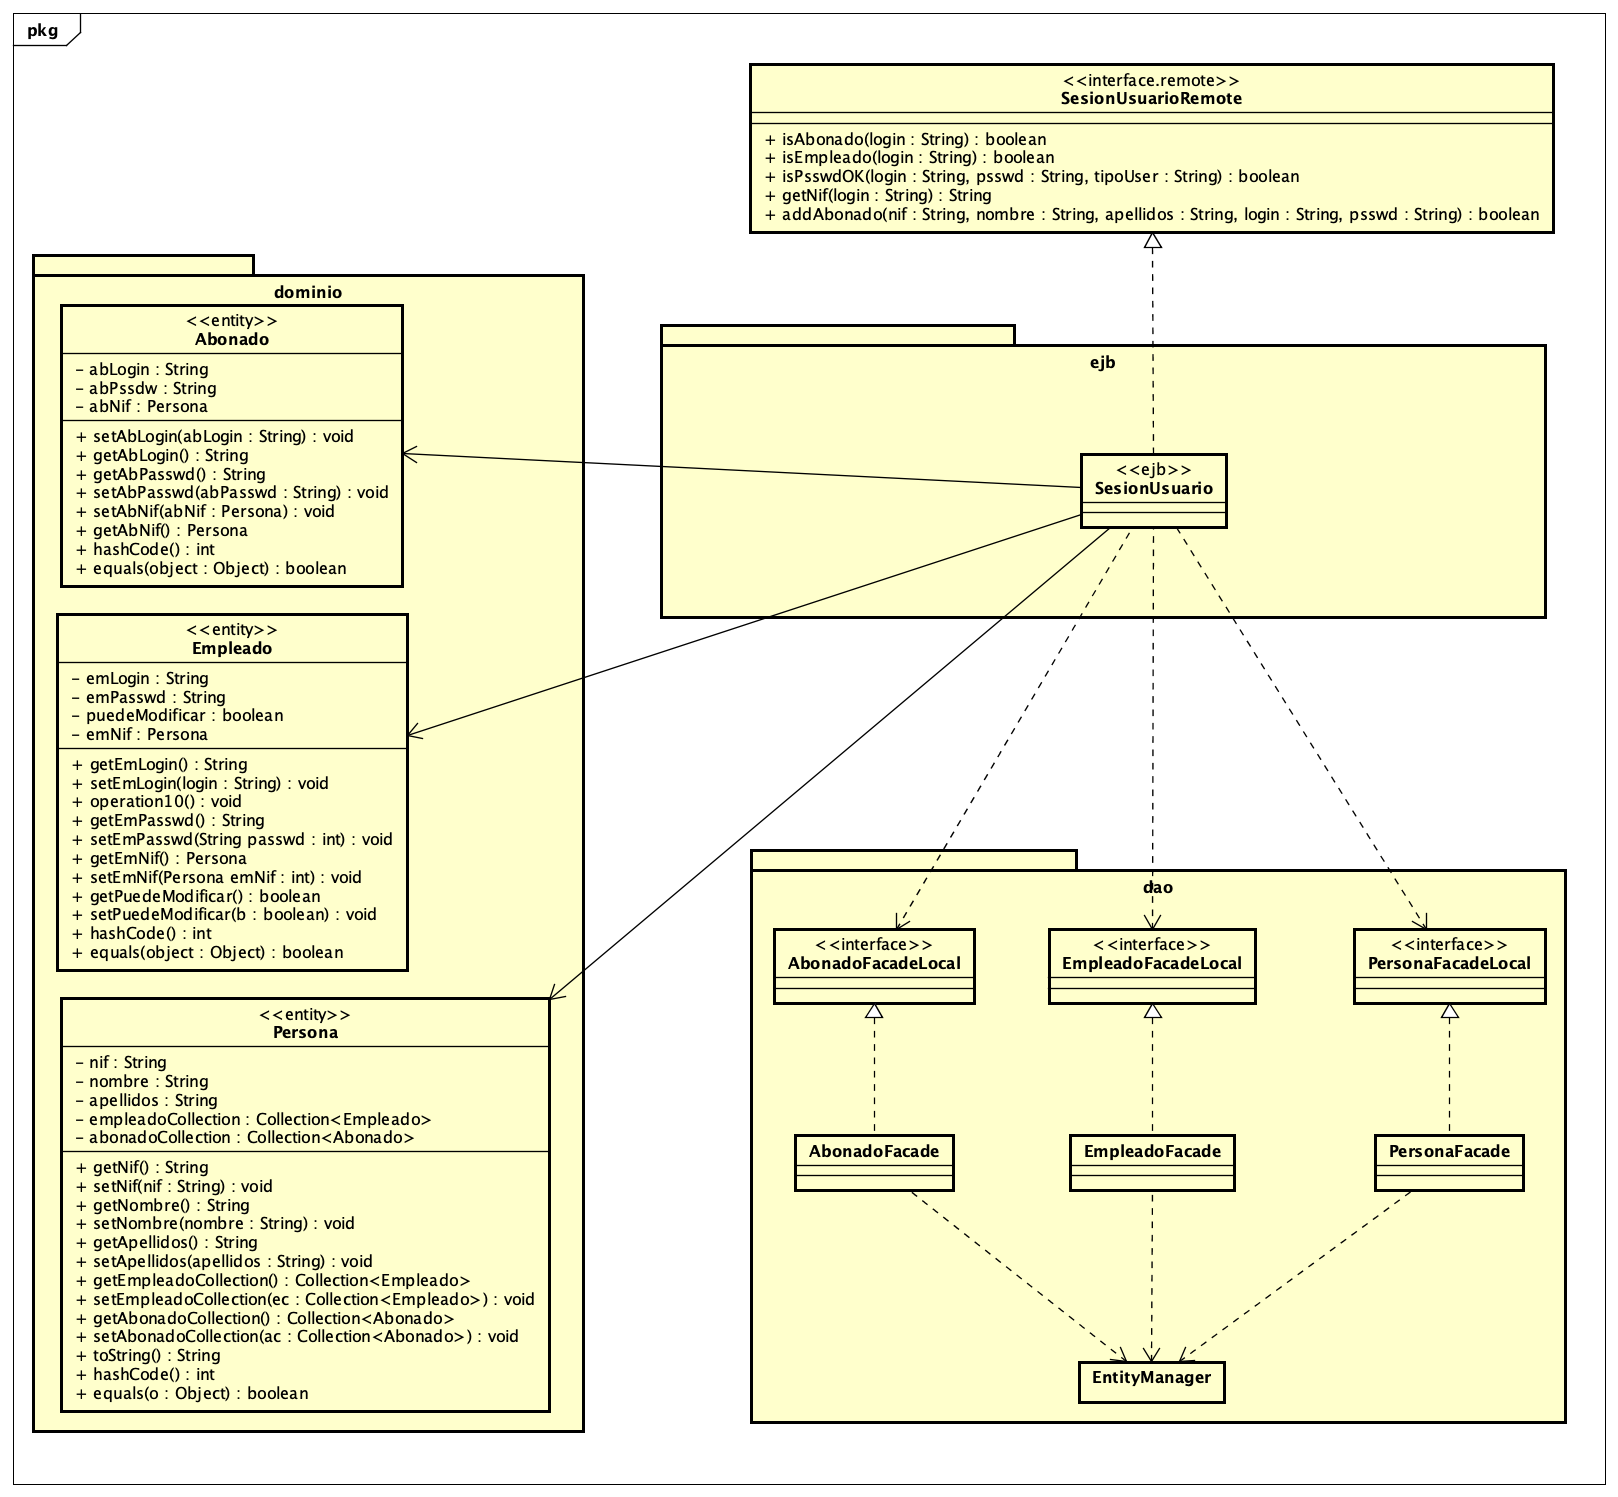 pkg
<<interface.remote>>
SesionUsuarioRemote
+ isAbonado(login : String) : boolean
+ isEmpleado(login : String) : boolean
+ isPsswdOK(login : String, psswd : String, tipoUser : String) : boolean
+ getNif(login : String) : String
+ addAbonado(nif : String, nombre : String, apellidos : String, login : String, psswd : String) : boolean
dominio
<<entity>>
Abonado
- abLogin : String
- abPssdw : String
- abNif : Persona
+ setAbLogin(abLogin : String) : void
+ getAbLogin() : String
+ getAbPasswd() : String
+ setAbPasswd(abPasswd : String) : void
+ setAbNif(abNif : Persona) : void
+ getAbNif() : Persona
+ hashCode() : int
+ equals(object : Object) : boolean
<<entity>>
Empleado
- emLogin : String
- emPasswd : String
- puedeModificar : boolean
- emNif : Persona
+ getEmLogin() : String
+ setEmLogin(login : String) : void
+ operation10() : void
+ getEmPasswd() : String
+ setEmPasswd(String passwd : int) : void
+ getEmNif() : Persona
+ setEmNif(Persona emNif : int) : void
+ getPuedeModificar() : boolean
+ setPuedeModificar(b : boolean) : void
+ hashCode() : int
+ equals(object : Object) : boolean
<<entity>>
Persona
- nif : String
- nombre : String
- apellidos : String
- empleadoCollection : Collection<Empleado>
- abonadoCollection : Collection<Abonado>
+ getNif() : String
+ setNif(nif : String) : void
+ getNombre() : String
+ setNombre(nombre : String) : void
+ getApellidos() : String
+ setApellidos(apellidos : String) : void
+ getEmpleadoCollection() : Collection<Empleado>
+ setEmpleadoCollection(ec : Collection<Empleado>) : void
+ getAbonadoCollection() : Collection<Abonado>
+ setAbonadoCollection(ac : Collection<Abonado>) : void
+ toString() : String
+ hashCode() : int
+ equals(o : Object) : boolean
ejb
<<ejb>>
SesionUsuario
dao
<<interface>>
AbonadoFacadeLocal
<<interface>>
EmpleadoFacadeLocal
<<interface>>
PersonaFacadeLocal
AbonadoFacade
EmpleadoFacade
PersonaFacade
EntityManager